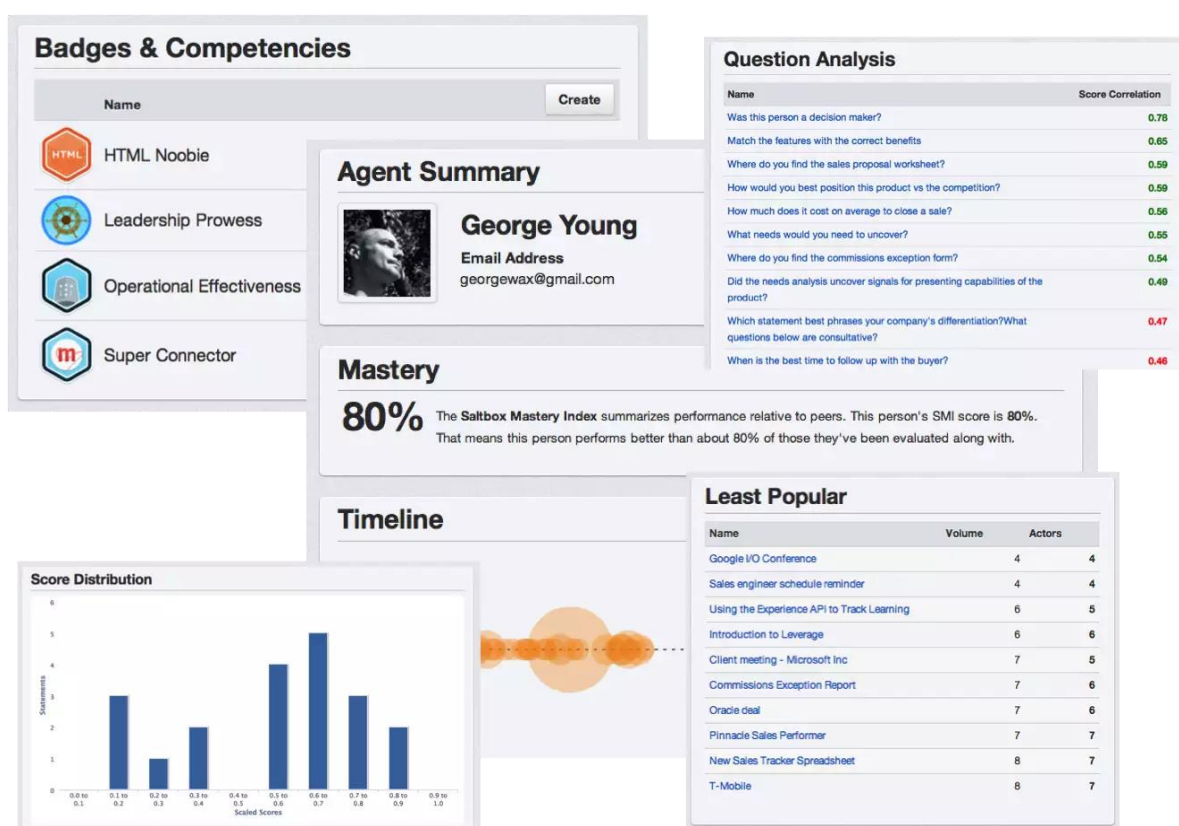 Badges & Competencies
Name
Create
HTML
HTML Noobie
Leadership Prowess
Operational Effectiveness
m
Super Connector
Agent Summary
George Young
Email Address
georgewax@gmail.com
Question Analysis
Name Score Correlation
Was this person a decision maker? 0.78
Match the features with the correct benefits 0.65
Where do you find the sales proposal worksheet? 0.59
How would you best position this product vs the competition? 0.59
How much does it cost on average to close a sale? 0.56
What needs would you need to uncover? 0.55
Where do you find the commissions exception form? 0.54
Did the needs analysis uncover signals for presenting capabilities of the 0.49
product?
Which statement best phrases your company's differentiation?What 0.47
questions below are consultative?
When is the best time to follow up with the buyer? 0.46
Mastery
80%
The Saltbox Mastery Index summarizes performance relative to peers. This person's SMI score is 80%.
That means this person performs better than about 80% of those they've been evaluated along with.
Timeline
Least Popular
Name Volume Actors
Google I/O Conference 4 4
Sales engineer schedule reminder 4 4
Using the Experience API to Track Learning 6 5
Introduction to Leverage 6 6
Client meeting - Microsoft Inc 7 5
Commissions Exception Report 7 6
Oracle deal 7 6
Pinnacle Sales Performer 7 7
New Sales Tracker Spreadsheet 8 7
T-Mobile 8 7
Score Distribution
6
5
4
3
2
1
0
Statements
0.0 to 0.1 to 0.2 to 0.3 to 0.4 to 0.5 to 0.6 to 0.7 to 0.8 to 0.9 to
0.1 0.2 0.3 0.4 0.5 0.6 0.7 0.8 0.9 1.0
Scaled Scores